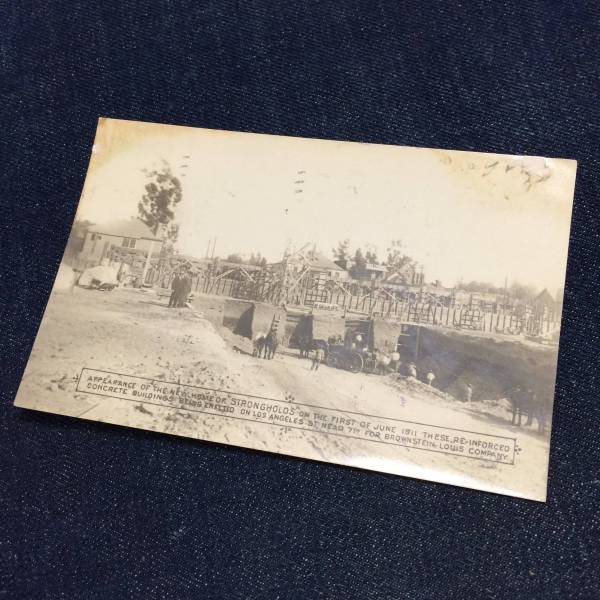 APPEARANCE OF THE NEW HOME OF STRONGHOLDS ON THE FIRST OF JUNE 1911 THESE, RE-INFORCED
CONCRETE BUILDINGS BEING ERECTED ON LOS ANGELES ST. NEAR 7TH FOR BROWNSTEIN-LOUIS COMPANY.